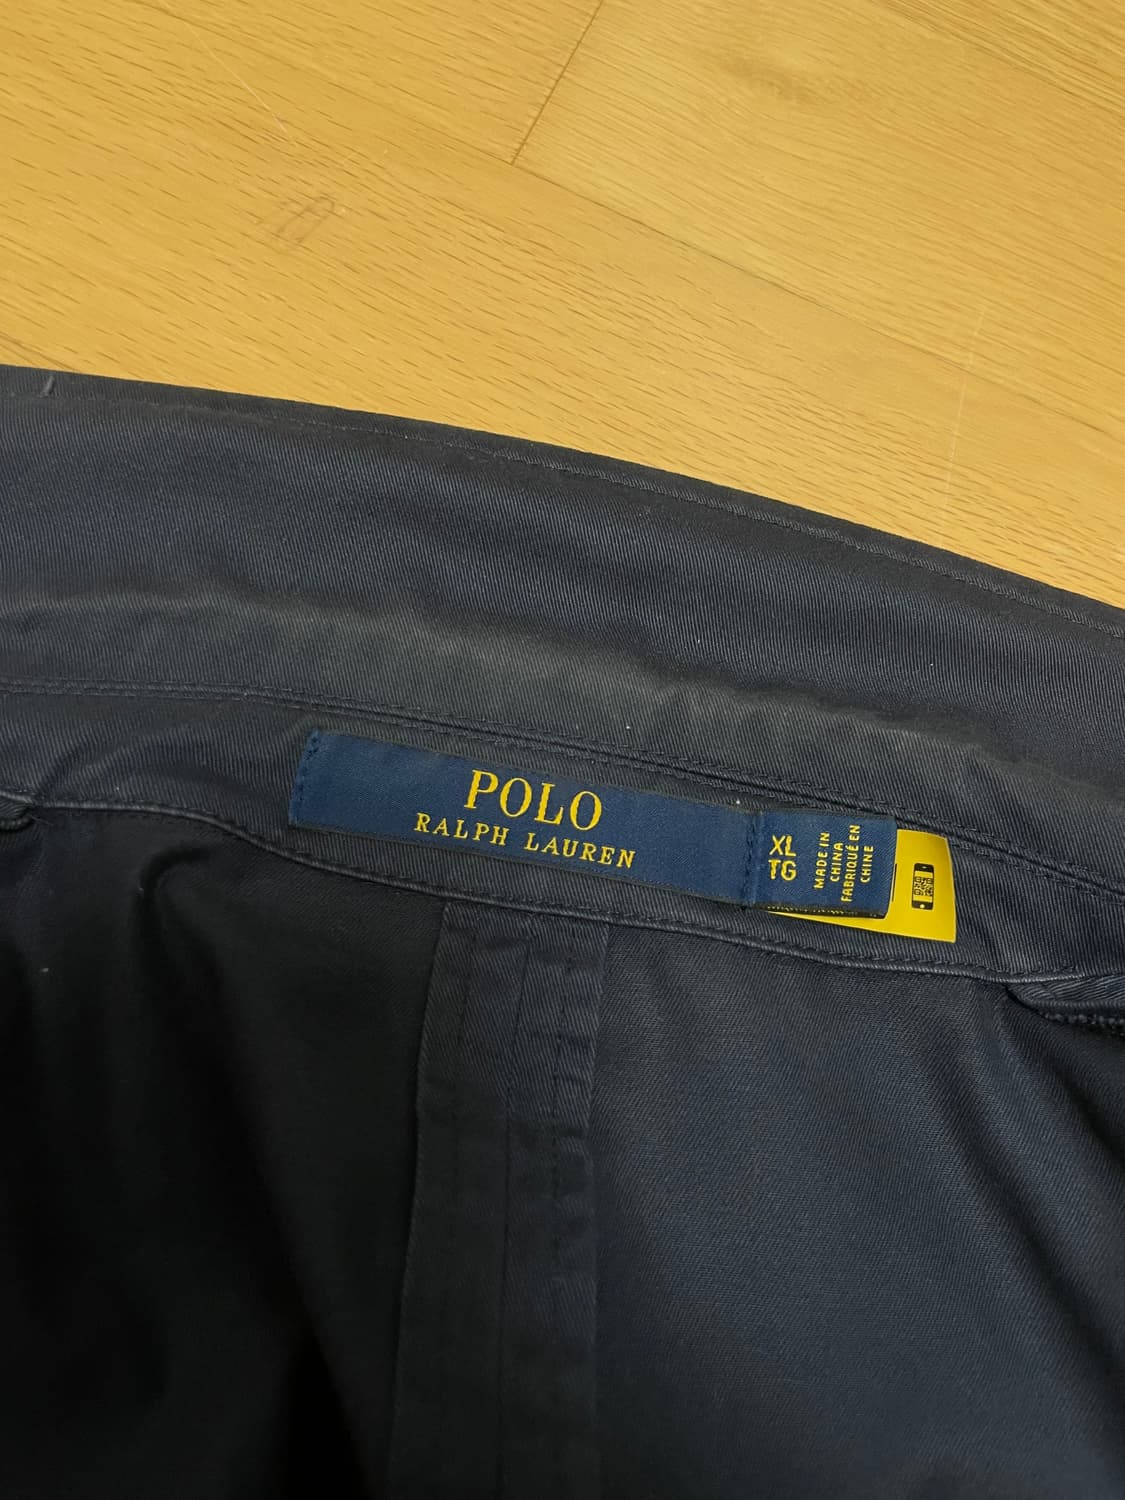 POLO
RALPH LAUREN
XL
TG
MADE IN
CHINA
FABRIQUÉ EN
CHINE